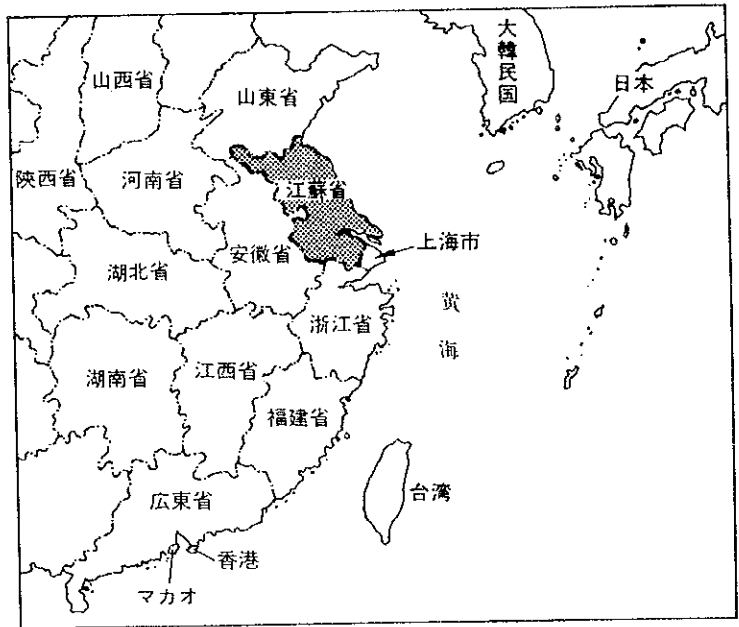 大韓民国
日本
山西省
山東省
陝西省
河南省
江蘇省
安徽省
上海市
湖北省
黄海
浙江省
湖南省
江西省
福建省
台湾
広東省
香港
マカオ